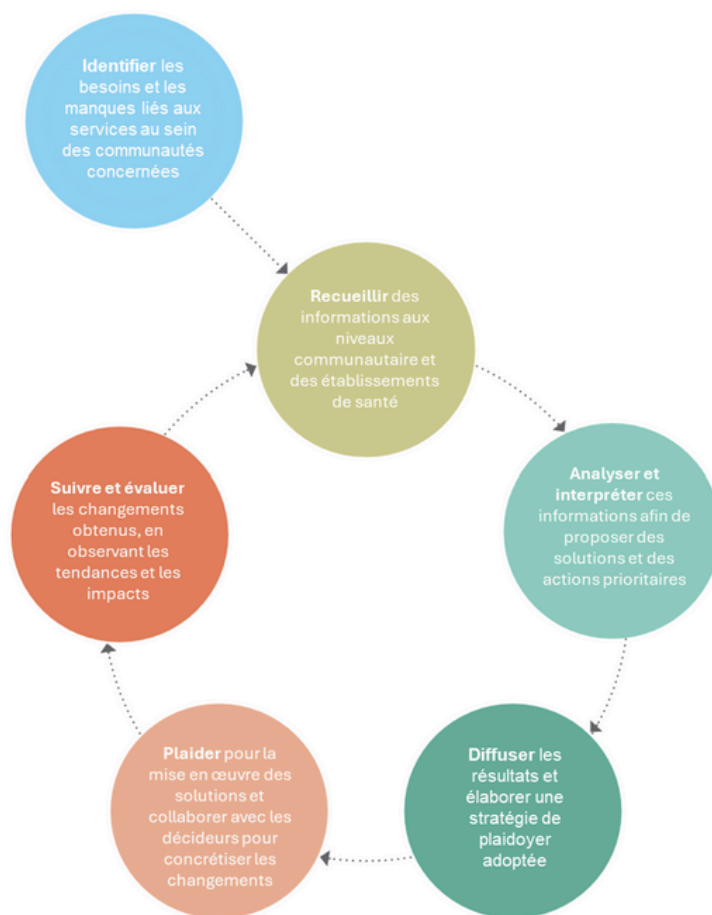 Identifier les
besoins et les
manques liés aux
services au sein
des communautés
concernées
Recueillir des
informations aux
niveaux
communautaire et
des établissements
de santé
Analyser et
interpréter ces
informations afin de
proposer des
solutions et des
actions prioritaires
Diffuser les
résultats et
élaborer une
stratégie de
plaidoyer
adoptée
Plaider pour la
mise en œuvre des
solutions et
collaborer avec les
décideurs pour
concrétiser les
changements
Suivre et évaluer
les changements
obtenus, en
observant les
tendances et les
impacts